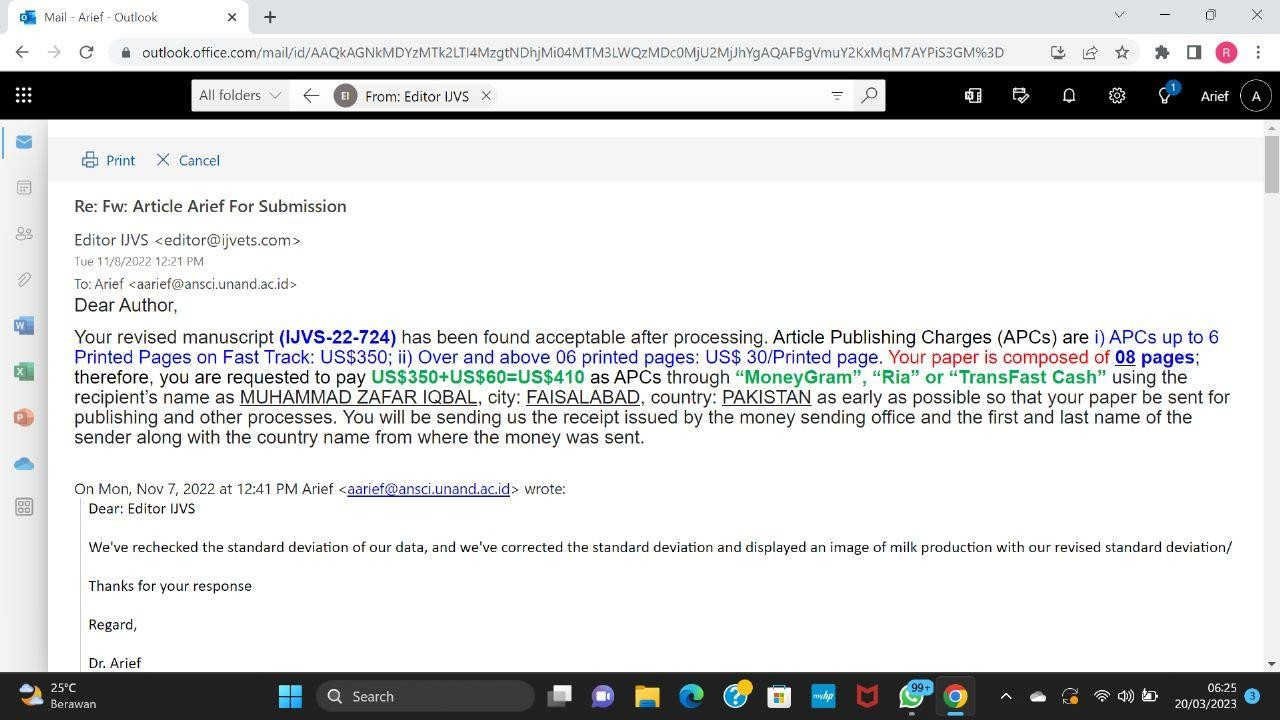 Mail - Arief - Outlook
outlook.office.com/mail/id/AAQkAGNkMDYzMTk2LTI4MzgtNDhjMi04MTM3LWQzMDc0MjU2MjJhYgAQAFBgVmuY2KxMqM7AYPiS3GM%3D
R
All folders
EI From: Editor IJVS
1
Arief
A
Print
Cancel
Re: Fw: Article Arief For Submission
Editor IJVS <editor@ijvets.com>
Tue 11/8/2022 12:21 PM
To: Arief <aarief@ansci.unand.ac.id>
Dear Author,
Your revised manuscript (IJVS-22-724) has been found acceptable after processing. Article Publishing Charges (APCs) are i) APCs up to 6
Printed Pages on Fast Track: US$350; ii) Over and above 06 printed pages: US$ 30/Printed page. Your paper is composed of 08 pages;
therefore, you are requested to pay US$350+US$60=US$410 as APCs through “MoneyGram”, “Ria” or “TransFast Cash” using the
recipient’s name as MUHAMMAD ZAFAR IQBAL, city: FAISALABAD, country: PAKISTAN as early as possible so that your paper be sent for
publishing and other processes. You will be sending us the receipt issued by the money sending office and the first and last name of the
sender along with the country name from where the money was sent.
On Mon, Nov 7, 2022 at 12:41 PM Arief <aarief@ansci.unand.ac.id> wrote:
Dear: Editor IJVS
We've rechecked the standard deviation of our data, and we've corrected the standard deviation and displayed an image of milk production with our revised standard deviation/
Thanks for your response
Regard,
Dr. Arief
25°C
Berawan
Search
myhp
99+
06:25
20/03/2023
3